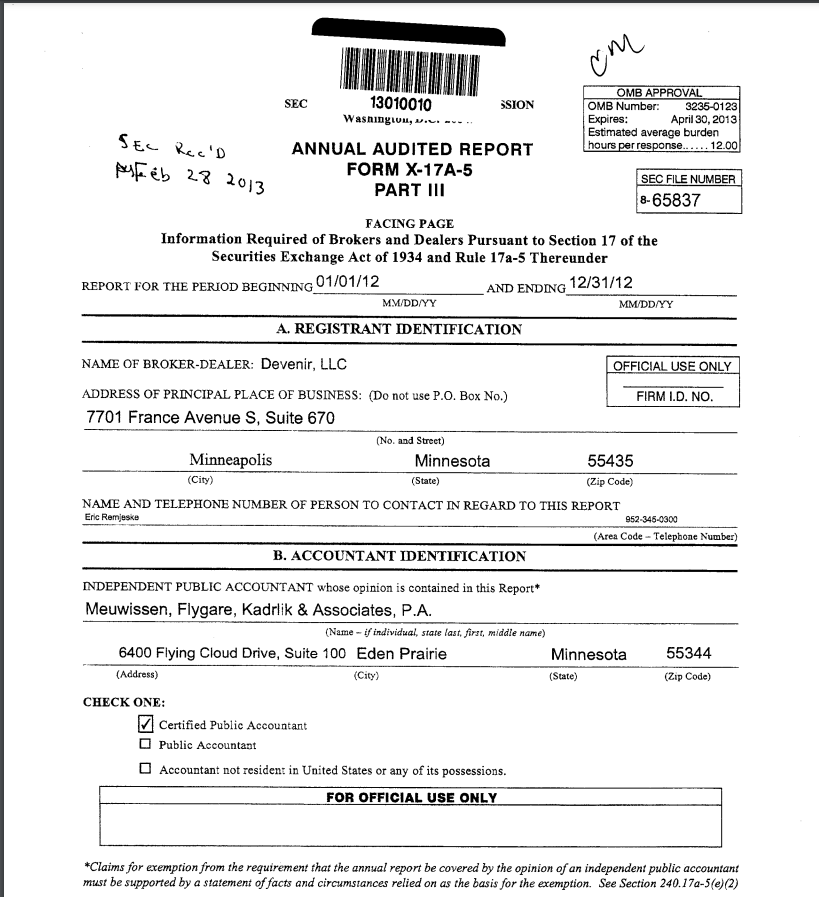 CM
13010010
SEC SSION
Washington, D.C.
OMB APPROVAL
OMB Number: 3235-0123
Expires: April 30, 2013
Estimated average burden
hours per response...... 12.00
SEC Rec'D
Feb 28 2013
ANNUAL AUDITED REPORT
FORM X-17A-5
PART III
SEC FILE NUMBER
8-65837
FACING PAGE
Information Required of Brokers and Dealers Pursuant to Section 17 of the
Securities Exchange Act of 1934 and Rule 17a-5 Thereunder
REPORT FOR THE PERIOD BEGINNING 01/01/12 AND ENDING 12/31/12
MM/DD/YY MM/DD/YY
A. REGISTRANT IDENTIFICATION
NAME OF BROKER-DEALER: Devenir, LLC
OFFICIAL USE ONLY
FIRM I.D. NO.
ADDRESS OF PRINCIPAL PLACE OF BUSINESS: (Do not use P.O. Box No.)
7701 France Avenue S, Suite 670
(No. and Street)
Minneapolis Minnesota 55435
(City) (State) (Zip Code)
NAME AND TELEPHONE NUMBER OF PERSON TO CONTACT IN REGARD TO THIS REPORT
Eric Remjeske 952-345-0300
(Area Code – Telephone Number)
B. ACCOUNTANT IDENTIFICATION
INDEPENDENT PUBLIC ACCOUNTANT whose opinion is contained in this Report*
Meuwissen, Flygare, Kadrlik & Associates, P.A.
(Name – if individual, state last, first, middle name)
6400 Flying Cloud Drive, Suite 100 Eden Prairie Minnesota 55344
(Address) (City) (State) (Zip Code)
CHECK ONE:
Certified Public Accountant
Public Accountant
Accountant not resident in United States or any of its possessions.
FOR OFFICIAL USE ONLY
*Claims for exemption from the requirement that the annual report be covered by the opinion of an independent public accountant
must be supported by a statement of facts and circumstances relied on as the basis for the exemption. See Section 240.17a-5(e)(2)